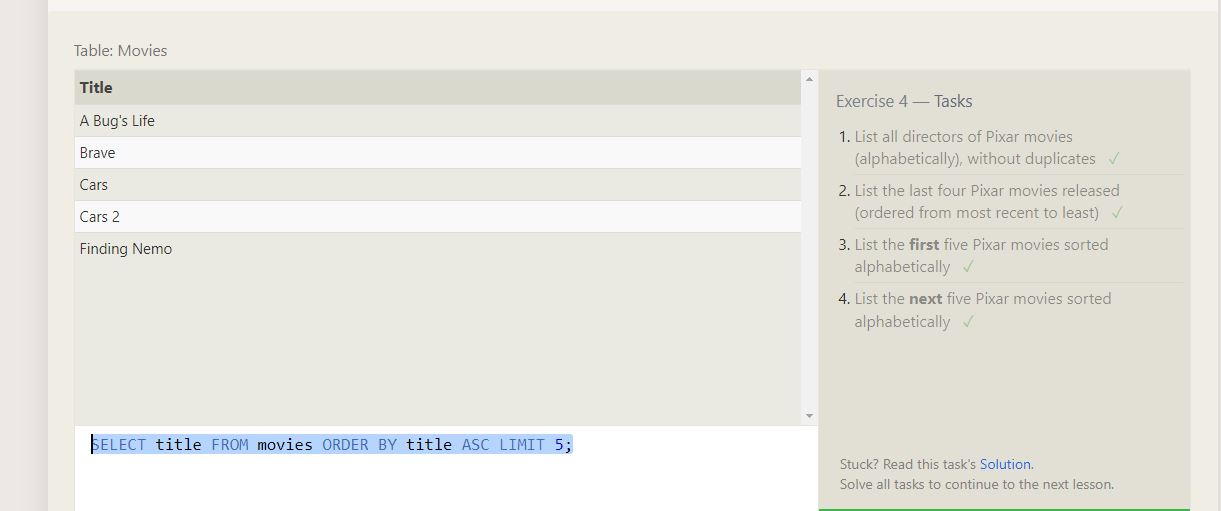 Table: Movies
Title
A Bug's Life
Brave
Cars
Cars 2
Finding Nemo
SELECT title FROM movies ORDER BY title ASC LIMIT 5;
Exercise 4 — Tasks
1. List all directors of Pixar movies
(alphabetically), without duplicates ✓
2. List the last four Pixar movies released
(ordered from most recent to least) ✓
3. List the first five Pixar movies sorted
alphabetically ✓
4. List the next five Pixar movies sorted
alphabetically ✓
Stuck? Read this task's Solution.
Solve all tasks to continue to the next lesson.